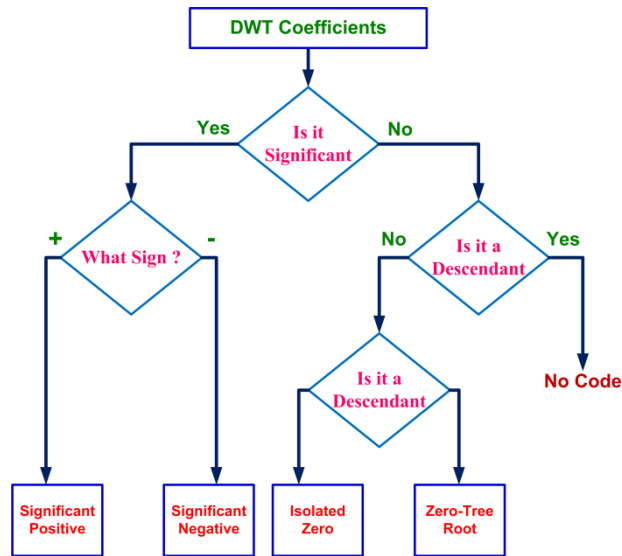 DWT Coefficients
Yes
Is it
Significant
No
+
What Sign ?
-
No
Is it a
Descendant
Yes
Is it a
Descendant
No Code
Significant
Positive
Significant
Negative
Isolated
Zero
Zero-Tree
Root